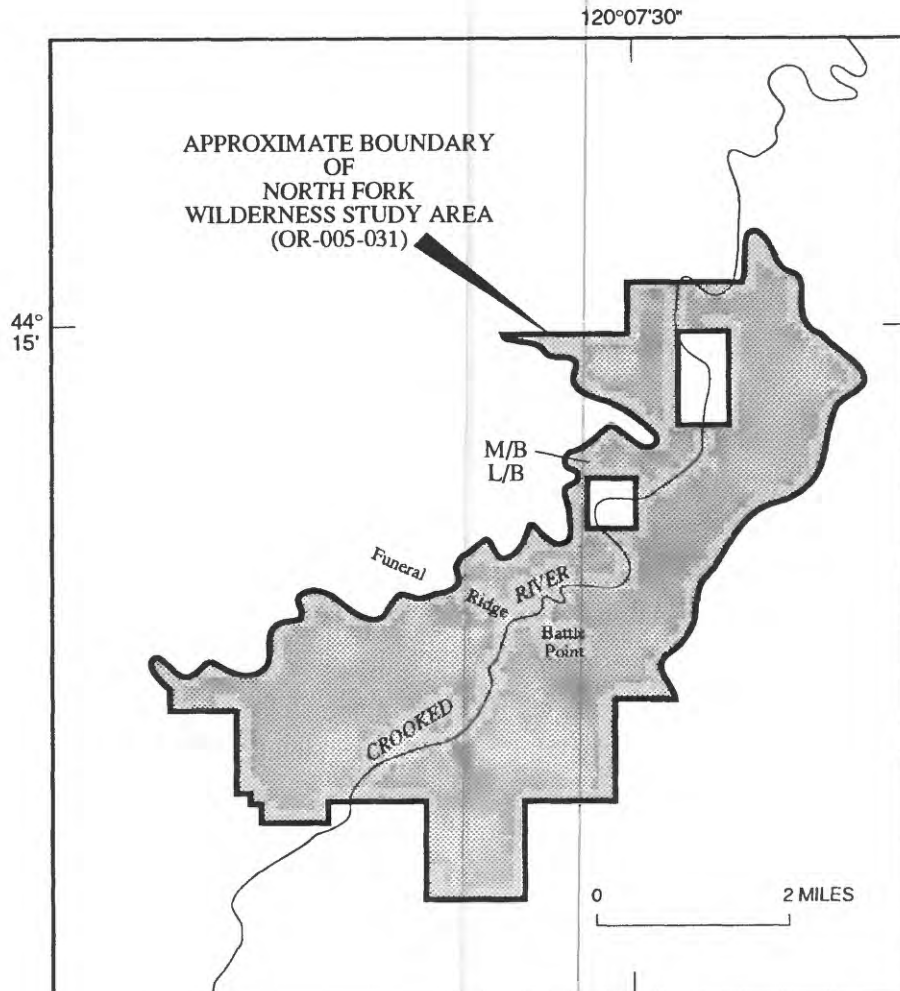 120°07'30"
APPROXIMATE BOUNDARY
OF
NORTH FORK
WILDERNESS STUDY AREA
(OR-005-031)
44°
15'
M/B
L/B
Funeral
Ridge
RIVER
Battle
Point
CROOKED
0 2 MILES